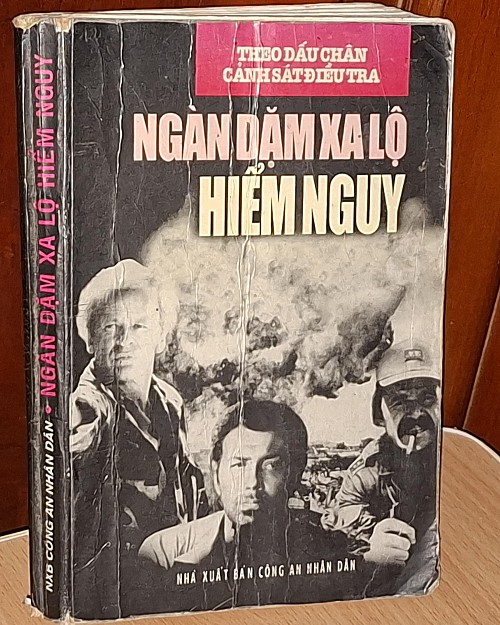 THEO DẤU CHÂN
CẢNH SÁT ĐIỀU TRA
NGÀN DẶM XA LỘ
HIỂM NGUY
NHÀ XUẤT BẢN CÔNG AN NHÂN DÂN
NXB CÔNG AN NHÂN DÂN • NGÀN DẶM XA LỘ HIỂM NGUY